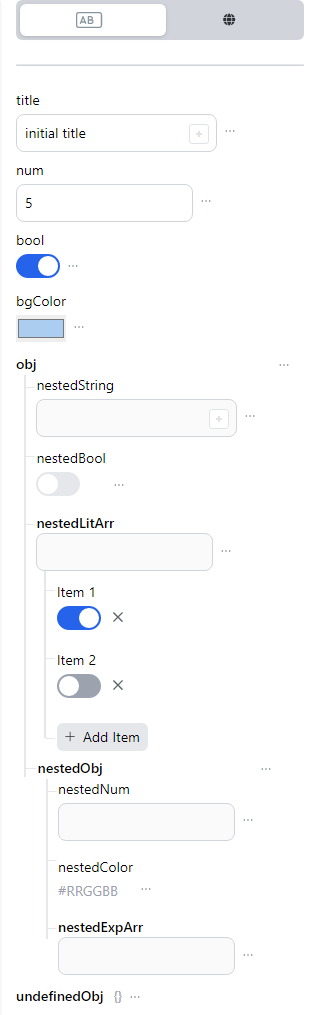 AB
title
initial title
num
5
bool
bgColor
obj
nestedString
nestedBool
nestedLitArr
Item 1
Item 2
+ Add Item
nestedObj
nestedNum
nestedColor
#RRGGBB
nestedExpArr
undefinedObj {} ···